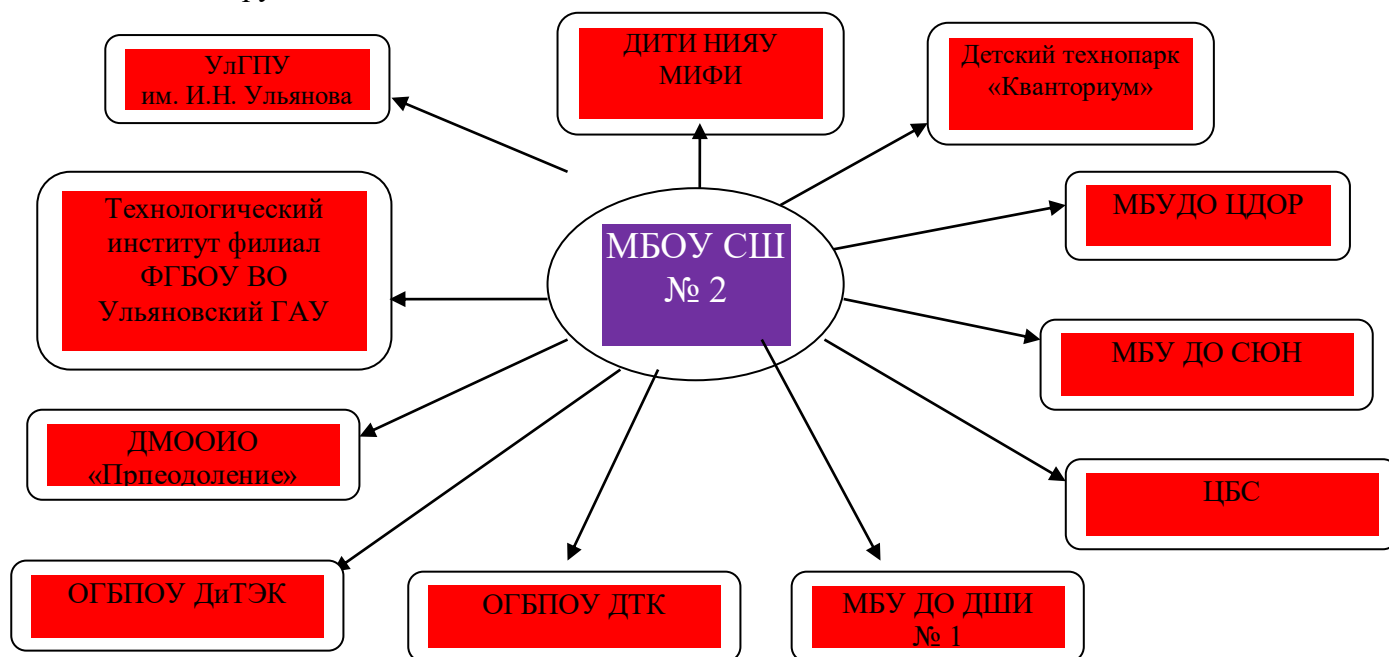 УлГПУ
им. И.Н. Ульянова
ДИТИ НИЯУ
МИФИ
Детский технопарк
«Кванториум»
Технологический
институт филиал
ФГБОУ ВО
Ульяновский ГАУ
МБОУ СШ
№ 2
МБУДО ЦДОР
МБУ ДО СЮН
ДМООИО
«Прпеодоление»
ЦБС
ОГБПОУ ДиТЭК
ОГБПОУ ДТК
МБУ ДО ДШИ
№ 1